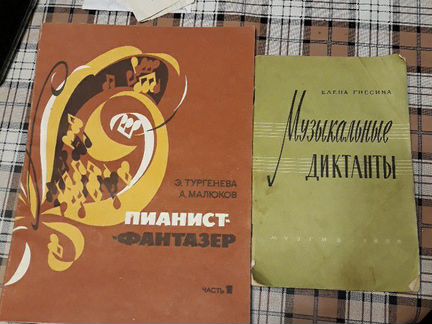 Э. ТУРГЕНЕВА
А. МАЛЮКОВ
ПИАНИСТ-
-ФАНТАЗЕР
ЧАСТЬ 1
ЕЛЕНА ГНЕСИНА
Музыкальные
ДИКТАНТЫ
МУЗГИЗ